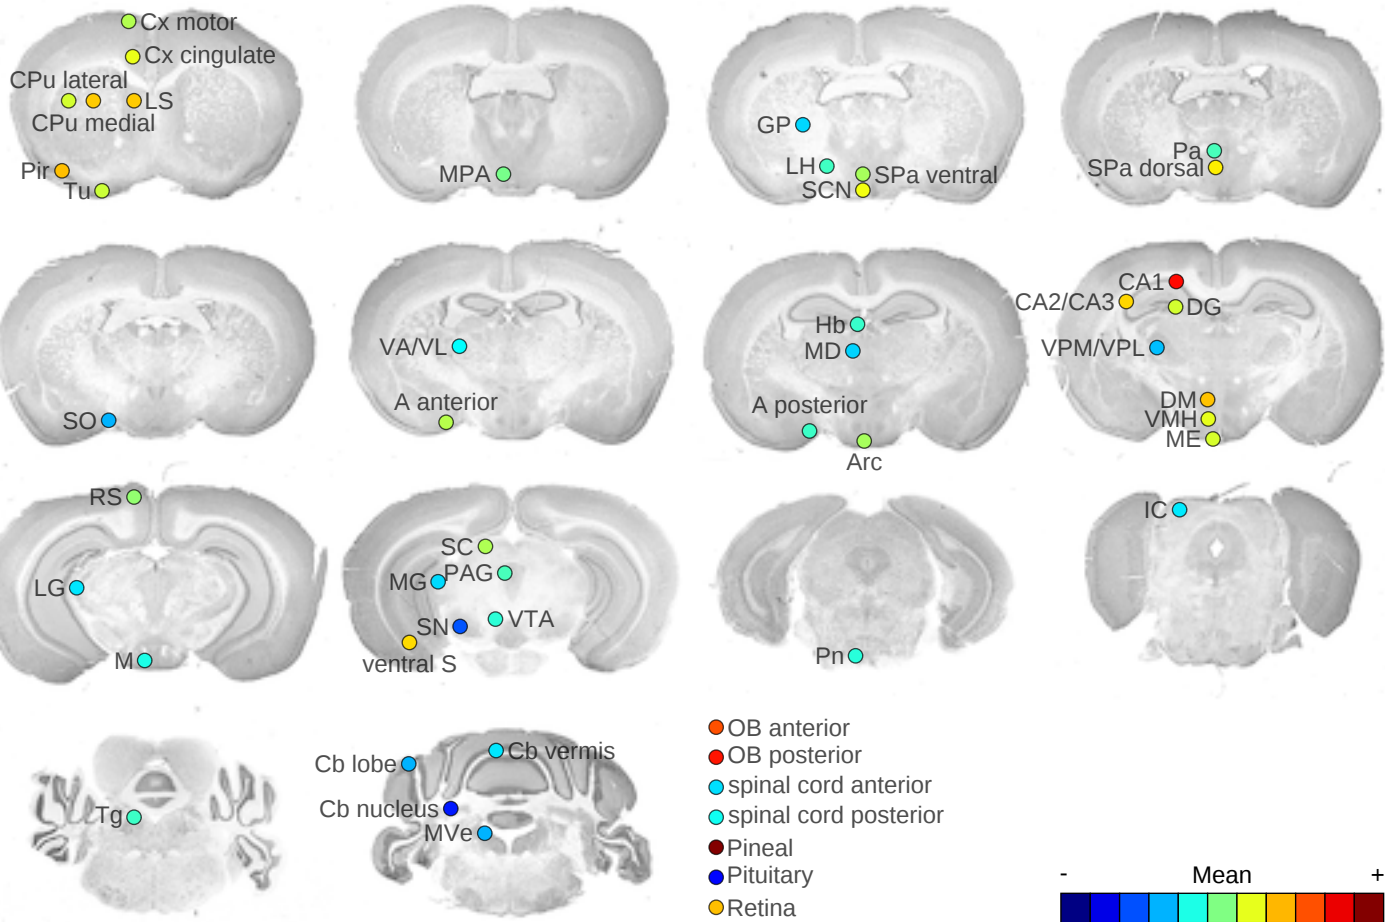 Cx motor
Cx cingulate
CPu lateral
LS
CPu medial
Pir
Tu
MPA
GP
LH
SPa ventral
SCN
Pa
SPa dorsal
SO
VA/VL
A anterior
Hb
MD
A posterior
Arc
CA1
CA2/CA3
DG
VPM/VPL
DM
VMH
ME
RS
LG
M
SC
PAG
MG
VTA
SN
ventral S
Pn
IC
Tg
Cb lobe
Cb vermis
Cb nucleus
MVe
OB anterior
OB posterior
spinal cord anterior
spinal cord posterior
Pineal
Pituitary
Retina
- Mean +